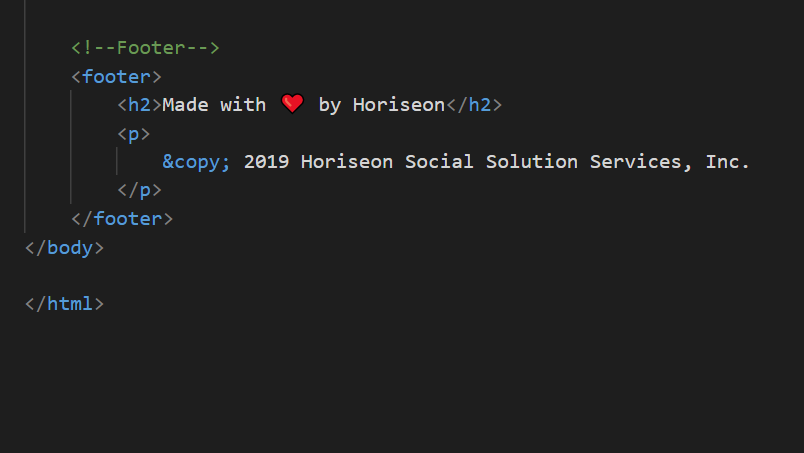 <!--Footer-->
<footer>
<h2>Made with ❤️ by Horiseon</h2>
<p>
&copy; 2019 Horiseon Social Solution Services, Inc.
</p>
</footer>
</body>
</html>